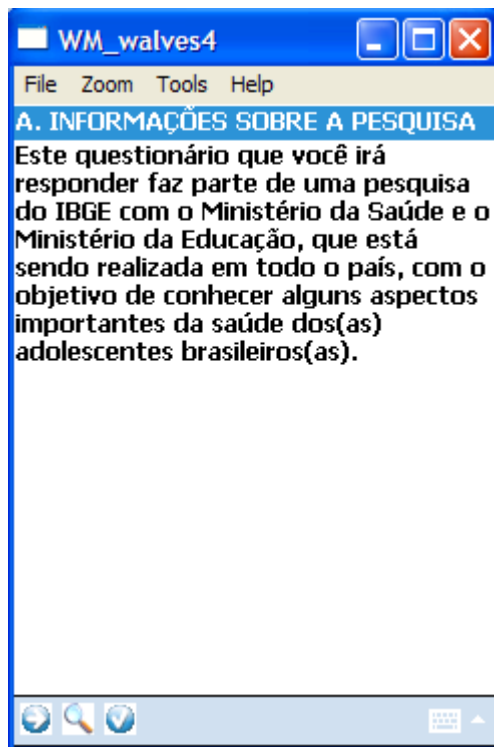 WM_walves4
File Zoom Tools Help
A. INFORMAÇÕES SOBRE A PESQUISA
Este questionário que você irá
responder faz parte de uma pesquisa
do IBGE com o Ministério da Saúde e o
Ministério da Educação, que está
sendo realizada em todo o país, com o
objetivo de conhecer alguns aspectos
importantes da saúde dos(as)
adolescentes brasileiros(as).